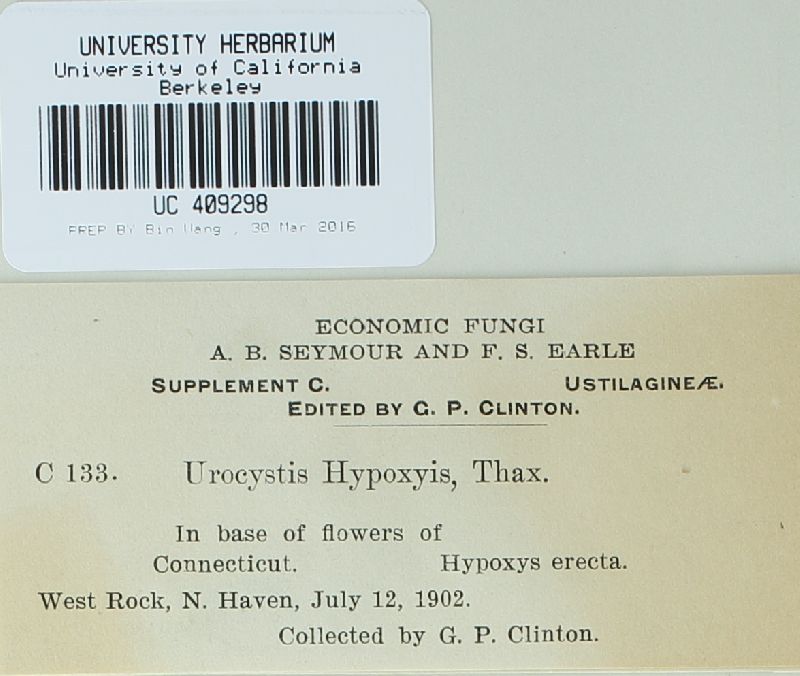 UNIVERSITY HERBARIUM
University of California
Berkeley
UC 409298
PREP BY Bin Wang , 30 Mar 2016
ECONOMIC FUNGI
A. B. SEYMOUR AND F. S. EARLE
SUPPLEMENT C. USTILAGINEÆ.
EDITED BY G. P. CLINTON.
C 133. Urocystis Hypoxyis, Thax.
In base of flowers of
Connecticut. Hypoxys erecta.
West Rock, N. Haven, July 12, 1902.
Collected by G. P. Clinton.